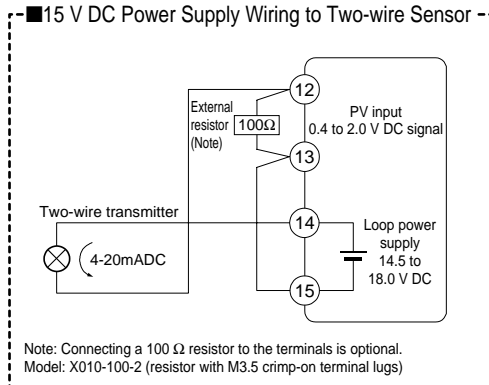 ■15 V DC Power Supply Wiring to Two-wire Sensor
12
External
resistor
(Note)
100Ω
PV input
0.4 to 2.0 V DC signal
13
Two-wire transmitter
14
4-20mADC
Loop power
supply
14.5 to
18.0 V DC
15
Note: Connecting a 100 Ω resistor to the terminals is optional.
Model: X010-100-2 (resistor with M3.5 crimp-on terminal lugs)